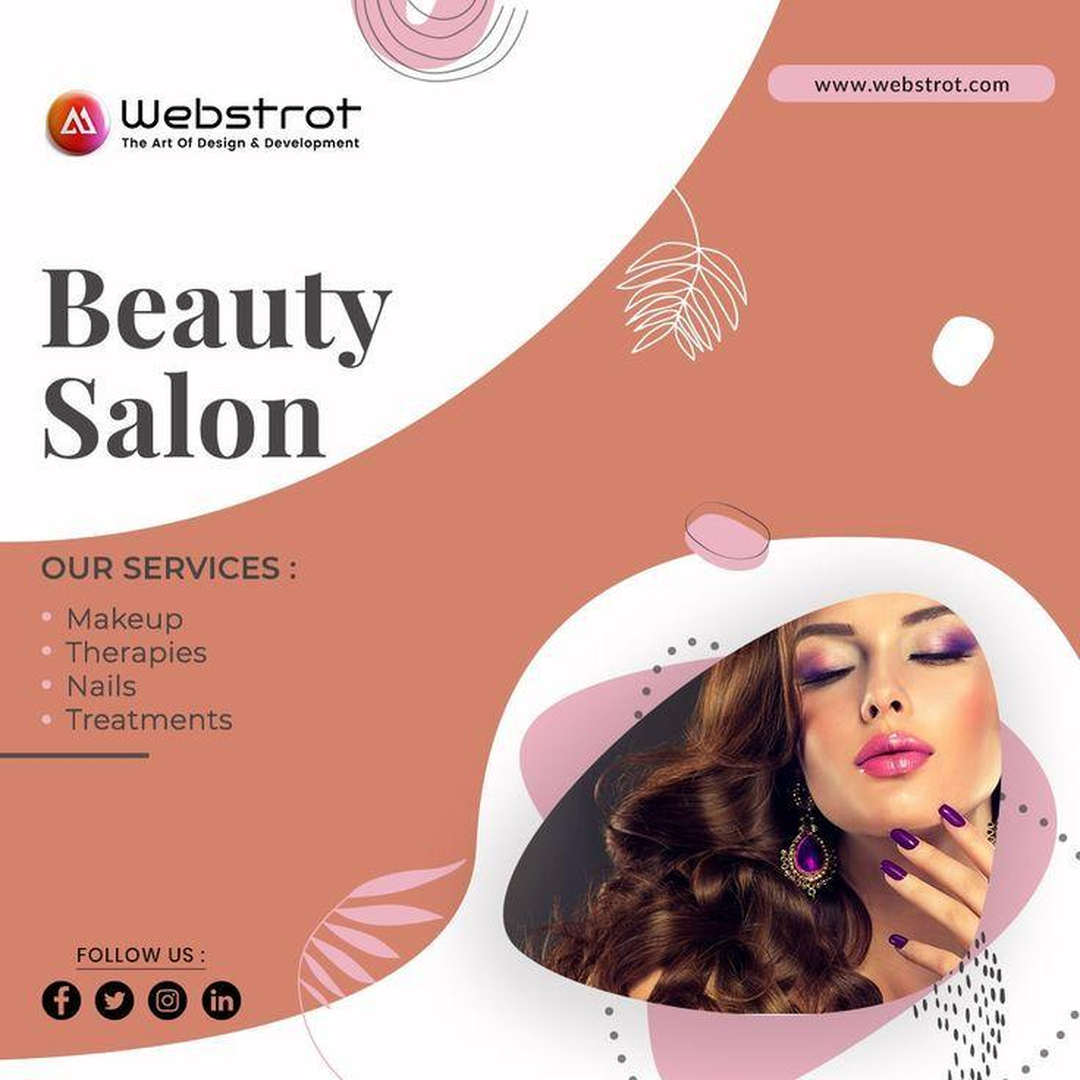 www.webstrot.com
Webstrot
The Art Of Design & Development
Beauty
Salon
OUR SERVICES :
Makeup
Therapies
Nails
Treatments
FOLLOW US :